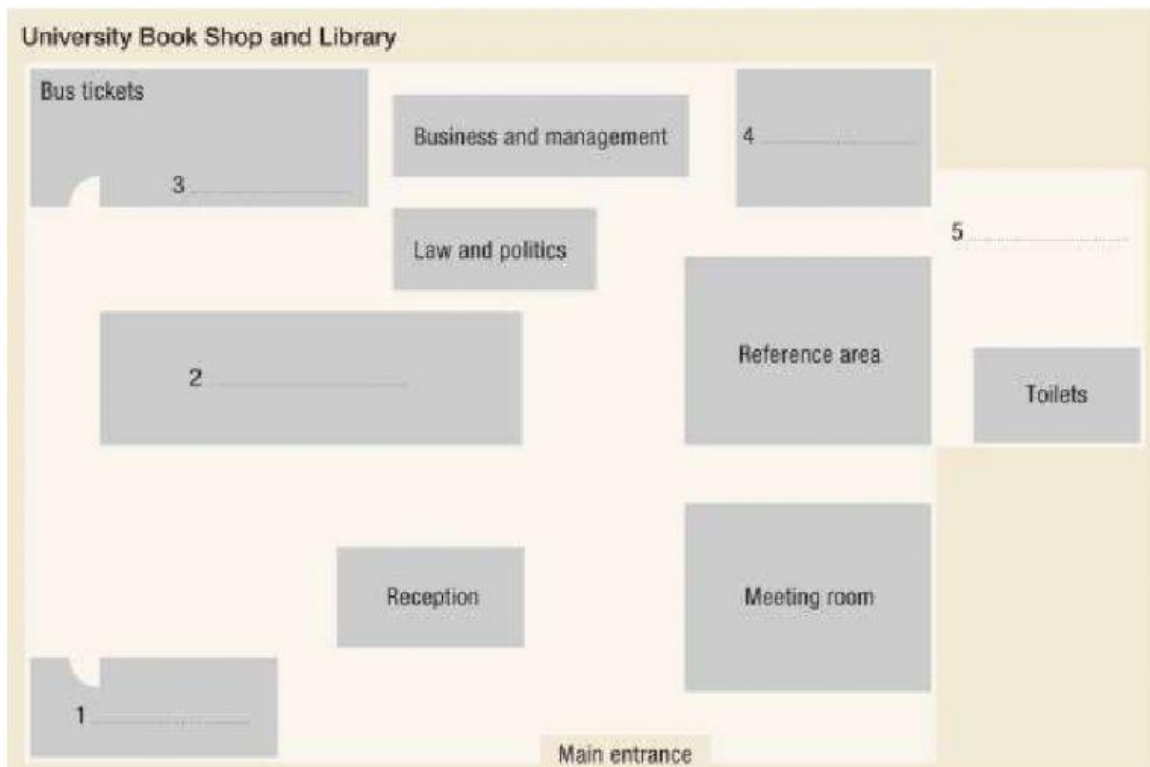 University Book Shop and Library
Bus tickets
Business and management
4
3
5
Law and politics
Reference area
2
Toilets
Reception
Meeting room
1
Main entrance